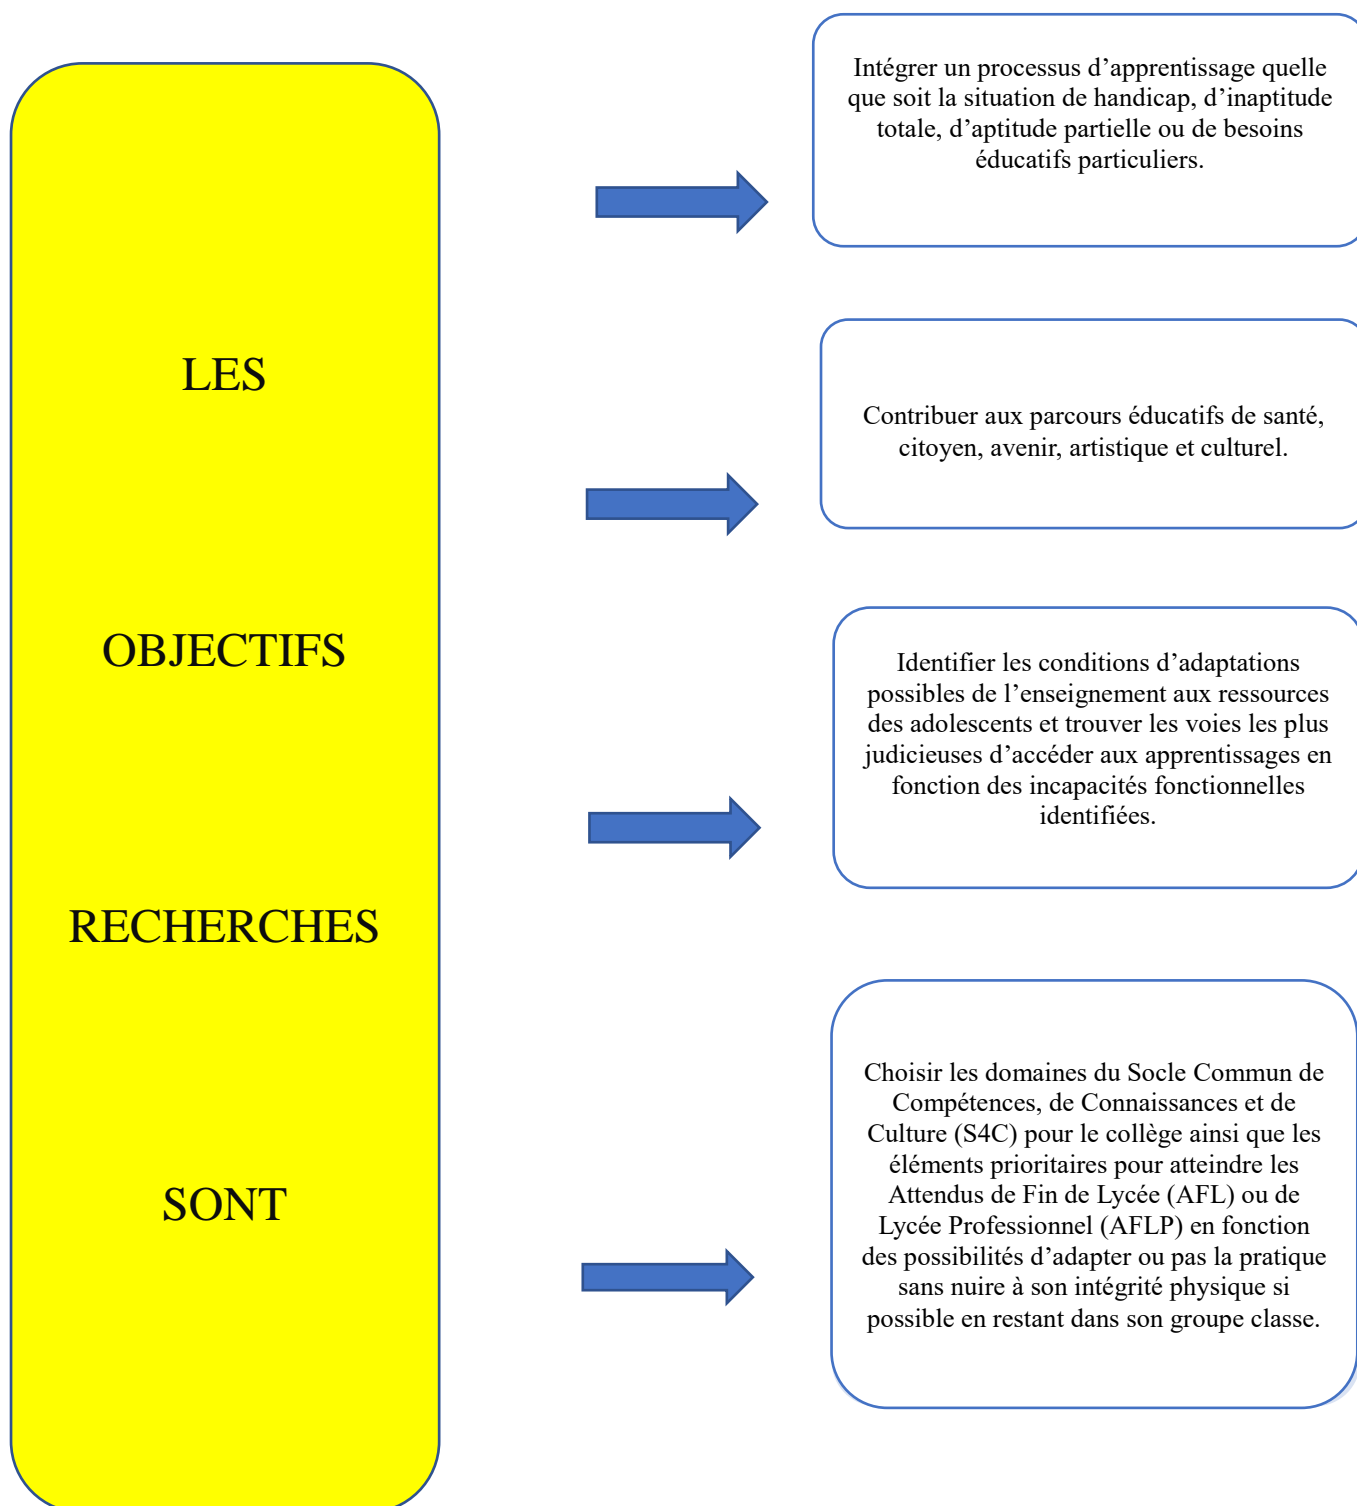 LES
OBJECTIFS
RECHERCHES
SONT
Intégrer un processus d’apprentissage quelle
que soit la situation de handicap, d’inaptitude
totale, d’aptitude partielle ou de besoins
éducatifs particuliers.
Contribuer aux parcours éducatifs de santé,
citoyen, avenir, artistique et culturel.
Identifier les conditions d’adaptations
possibles de l’enseignement aux ressources
des adolescents et trouver les voies les plus
judicieuses d’accéder aux apprentissages en
fonction des incapacités fonctionnelles
identifiées.
Choisir les domaines du Socle Commun de
Compétences, de Connaissances et de
Culture (S4C) pour le collège ainsi que les
éléments prioritaires pour atteindre les
Attendus de Fin de Lycée (AFL) ou de
Lycée Professionnel (AFLP) en fonction
des possibilités d’adapter ou pas la pratique
sans nuire à son intégrité physique si
possible en restant dans son groupe classe.